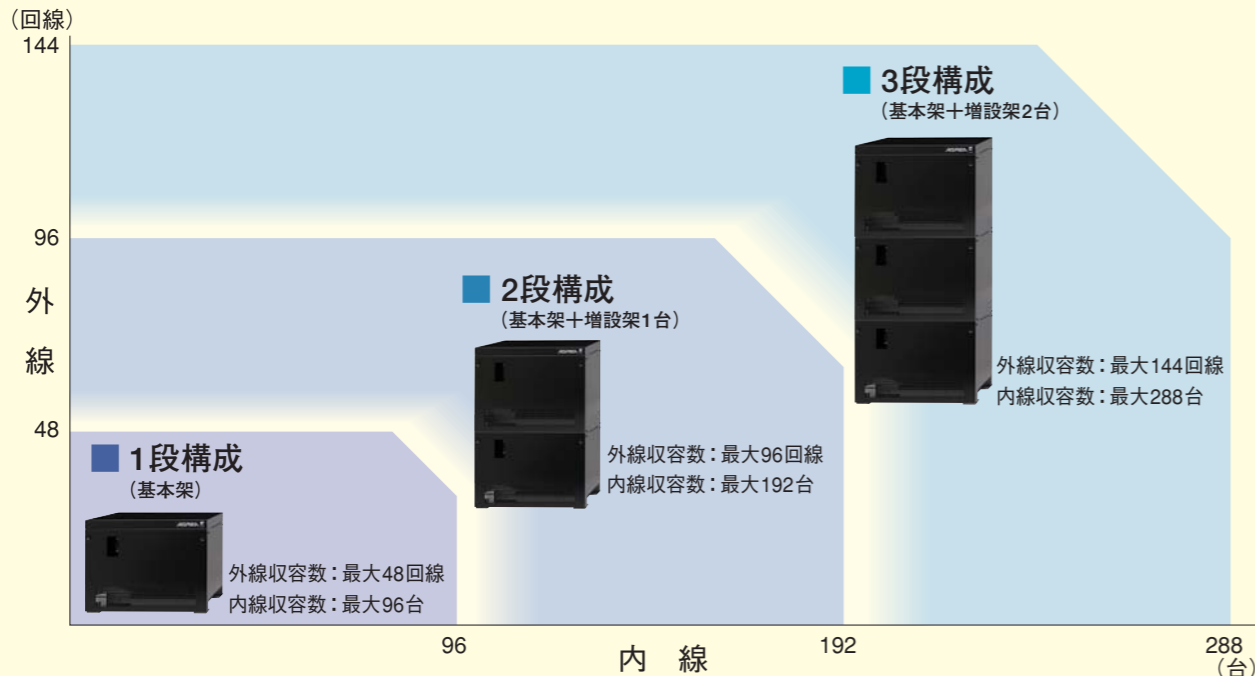 （回線）
144
96
48
外線
■ 3段構成
（基本架＋増設架2台）
外線収容数：最大144回線
内線収容数：最大288台
■ 2段構成
（基本架＋増設架1台）
外線収容数：最大96回線
内線収容数：最大192台
■ 1段構成
（基本架）
外線収容数：最大48回線
内線収容数：最大96台
96
192
288
内 線
（台）